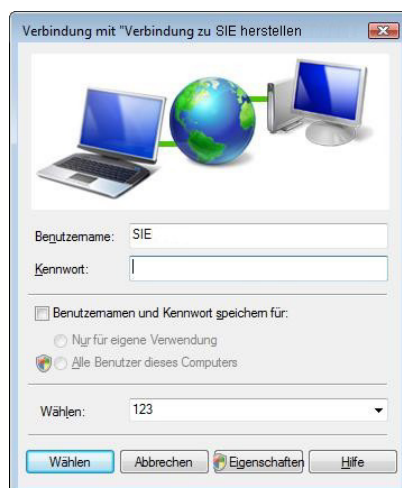 Verbindung mit "Verbindung zu SIE herstellen
Benutzername: SIE
Kennwort:
Benutzernamen und Kennwort speichern für:
Nur für eigene Verwendung
Alle Benutzer dieses Computers
Wählen: 123
Wählen Abbrechen Eigenschaften Hilfe